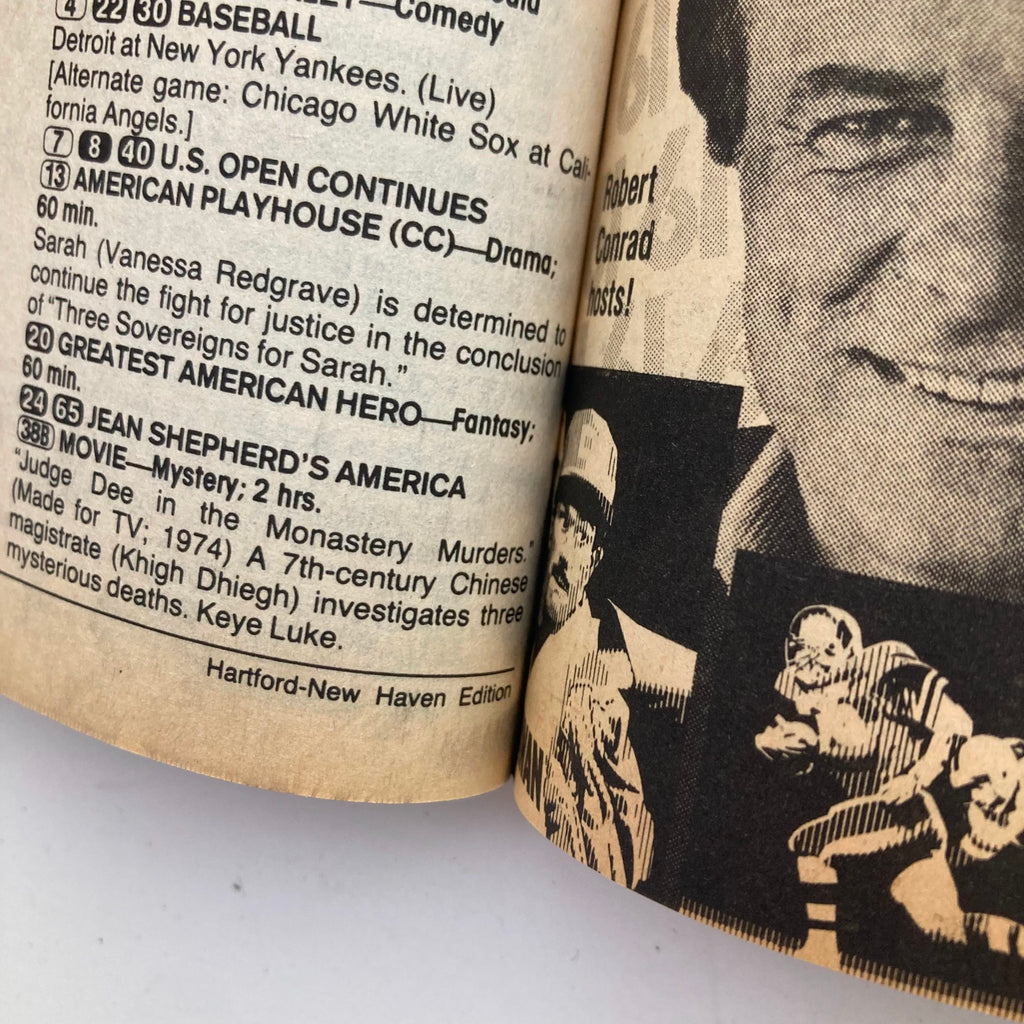 —Comedy
4 22 30 BASEBALL
Detroit at New York Yankees. (Live)
[Alternate game: Chicago White Sox at Cali-
fornia Angels.]
7 8 40 U.S. OPEN CONTINUES
13 AMERICAN PLAYHOUSE (CC)—Drama;
60 min.
Sarah (Vanessa Redgrave) is determined to
continue the fight for justice in the conclusion
of "Three Sovereigns for Sarah."
20 GREATEST AMERICAN HERO—Fantasy;
60 min.
24 65 JEAN SHEPHERD'S AMERICA
38B MOVIE—Mystery; 2 hrs.
"Judge Dee in the Monastery Murders."
(Made for TV; 1974) A 7th-century Chinese
magistrate (Khigh Dhiegh) investigates three
mysterious deaths. Keye Luke.
Hartford-New Haven Edition
Robert
Conrad
hosts!